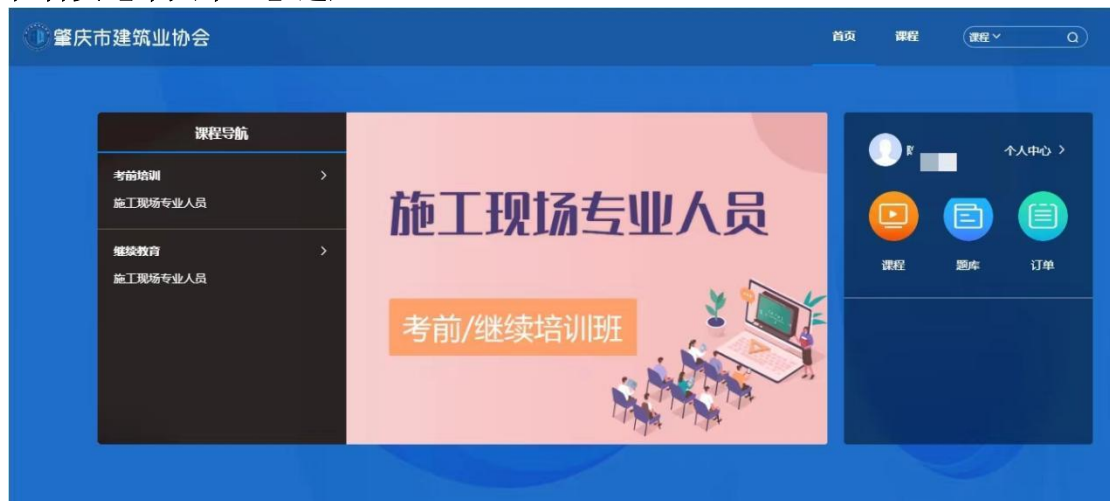 肇庆市建筑业协会
首页
课程
课程
课程导航
考前培训
施工现场专业人员
继续教育
施工现场专业人员
施工现场专业人员
考前/继续培训班
个人中心
课程
题库
订单